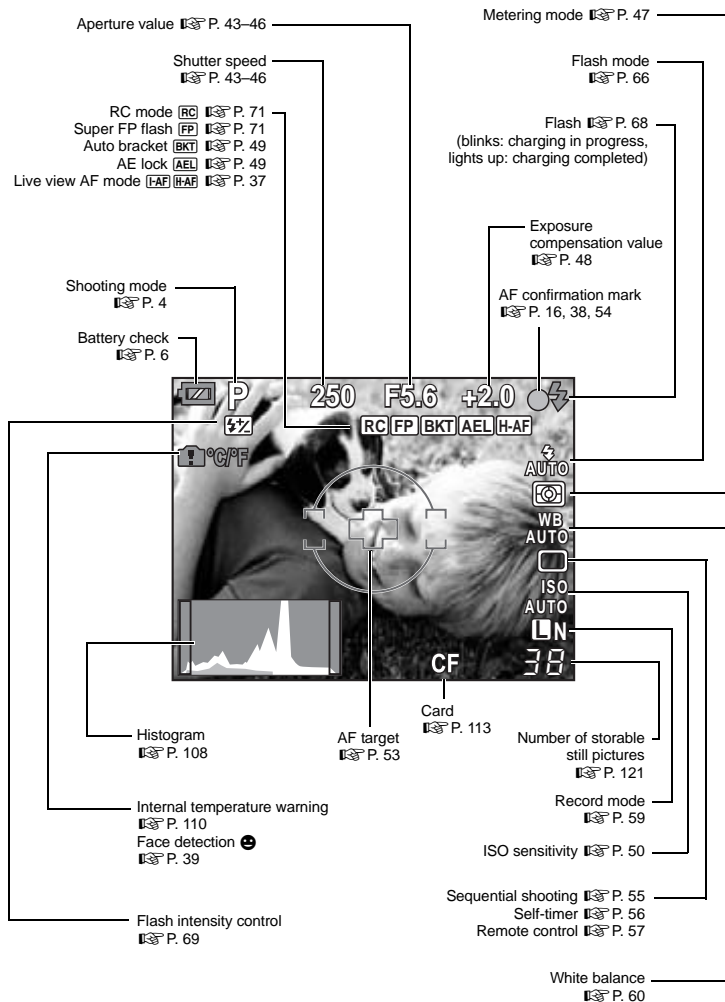 Aperture value P. 43–46
Metering mode P. 47
Shutter speed
P. 43–46
Flash mode
P. 66
RC mode RC P. 71
Super FP flash FP P. 71
Auto bracket BKT P. 49
AE lock AEL P. 49
Live view AF mode I-AF H-AF P. 37
Flash P. 68
(blinks: charging in progress,
lights up: charging completed)
Exposure
compensation value
P. 48
Shooting mode
P. 4
AF confirmation mark
P. 16, 38, 54
Battery check
P. 6
P 250 F5.6 +2.0
RC FP BKT AEL H-AF
°C/°F
AUTO
WB
AUTO
ISO
AUTO
L N
CF 38
Histogram
P. 108
AF target
P. 53
Card
P. 113
Number of storable
still pictures
P. 121
Internal temperature warning
P. 110
Face detection
P. 39
Record mode
P. 59
ISO sensitivity P. 50
Flash intensity control
P. 69
Sequential shooting P. 55
Self-timer P. 56
Remote control P. 57
White balance
P. 60